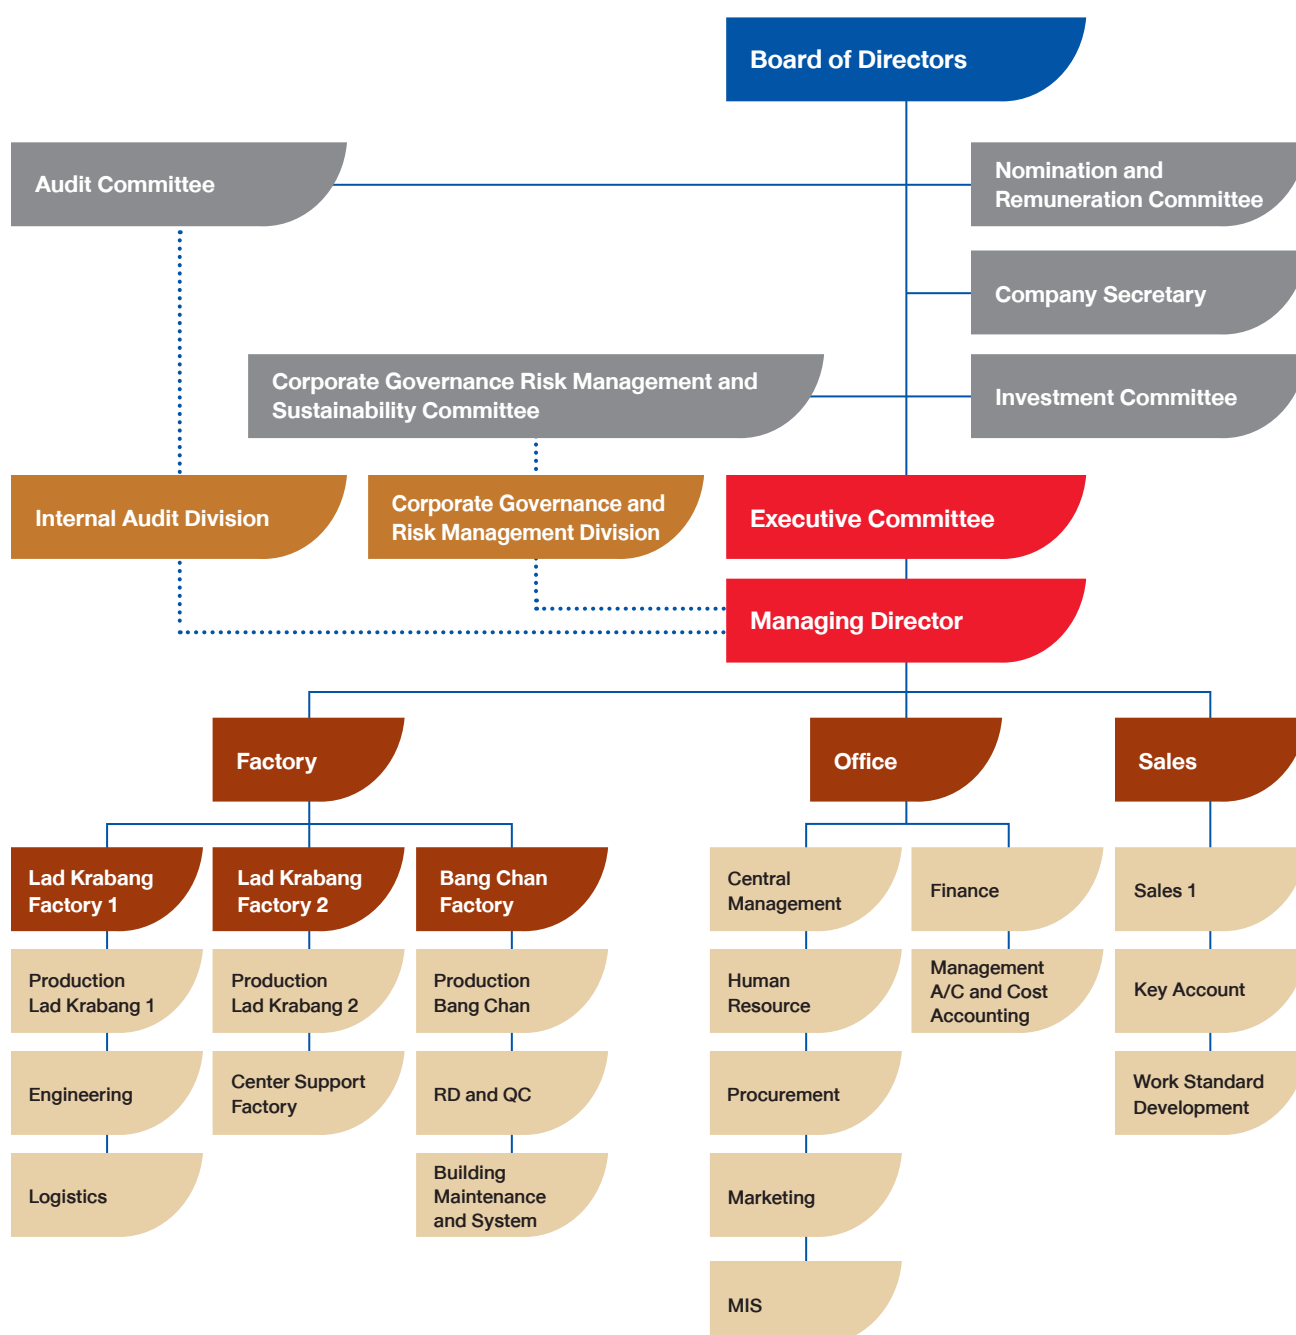 Board of Directors
Audit Committee
Nomination and
Remuneration Committee
Company Secretary
Corporate Governance Risk Management and
Sustainability Committee
Investment Committee
Internal Audit Division
Corporate Governance and
Risk Management Division
Executive Committee
Managing Director
Factory
Office
Sales
Lad Krabang
Factory 1
Lad Krabang
Factory 2
Bang Chan
Factory
Central
Management
Finance
Sales 1
Production
Lad Krabang 1
Production
Lad Krabang 2
Production
Bang Chan
Human
Resource
Management
A/C and Cost
Accounting
Key Account
Engineering
Center Support
Factory
RD and QC
Procurement
Work Standard
Development
Logistics
Building
Maintenance
and System
Marketing
MIS